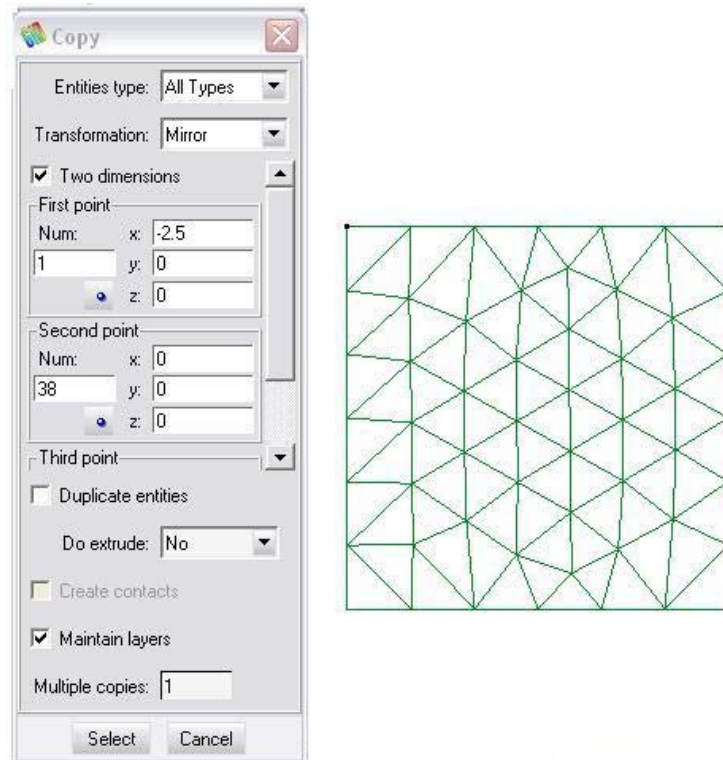 Copy
Entities type: All Types
Transformation: Mirror
Two dimensions
First point
Num: x: -2.5
1 y: 0
z: 0
Second point
Num: x: 0
38 y: 0
z: 0
Third point
Duplicate entities
Do extrude: No
Create contacts
Maintain layers
Multiple copies: 1
Select Cancel